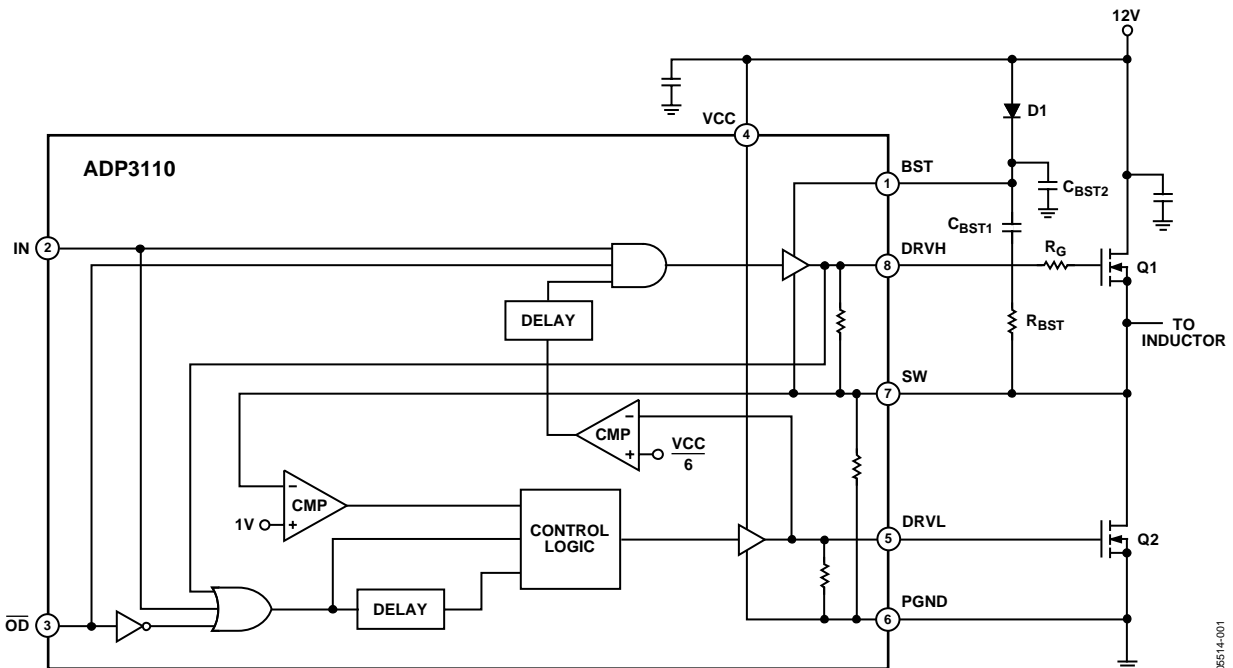 12V
D1
VCC
4
ADP3110
BST
1
CBST2
CBST1
IN 2
DRVH
8
RG
Q1
DELAY
RBST
TO
INDUCTOR
SW
7
−
CMP
+
VCC
6
−
CMP
+
1V
CONTROL
LOGIC
DRVL
5
Q2
DELAY
OD 3
PGND
6
05514-001